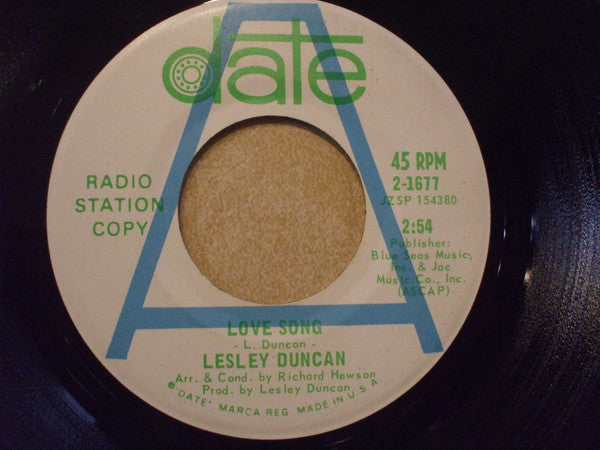 date
A
RADIO
STATION
COPY
45 RPM
2-1677
JZSP 154380
2:54
Publisher:
Blue Seas Music,
Inc. & Jac
Music Co., Inc.
(ASCAP)
LOVE SONG
- L. Duncan -
LESLEY DUNCAN
Arr. & Cond. by Richard Hewson
Prod. by Lesley Duncan
℗ "DATE" MARCA REG. MADE IN U.S.A.